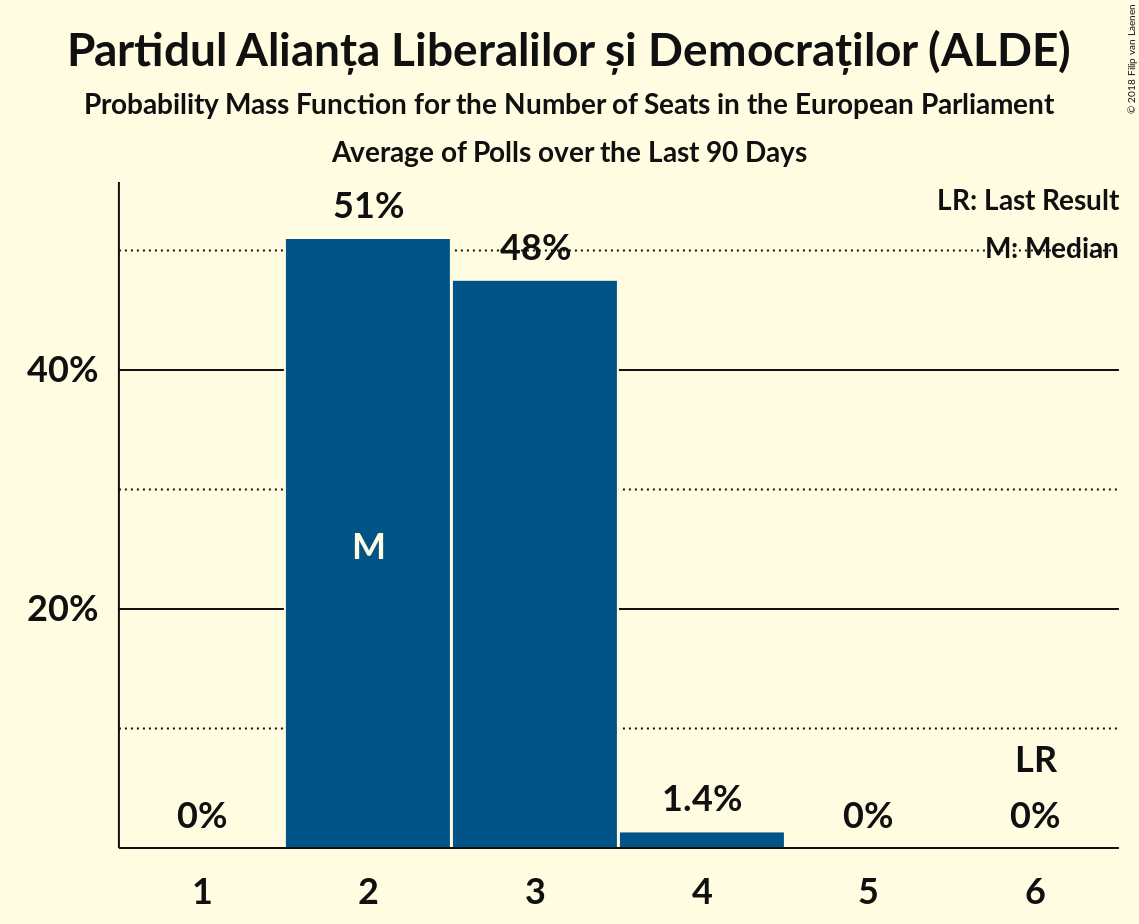 Partidul Alianța Liberalilor și Democraților (ALDE)
Probability Mass Function for the Number of Seats in the European Parliament
Average of Polls over the Last 90 Days
© 2018 Filip van Laenen
LR: Last Result
M: Median
51%
48%
40%
M
20%
LR
0%
1.4%
0%
0%
1 2 3 4 5 6